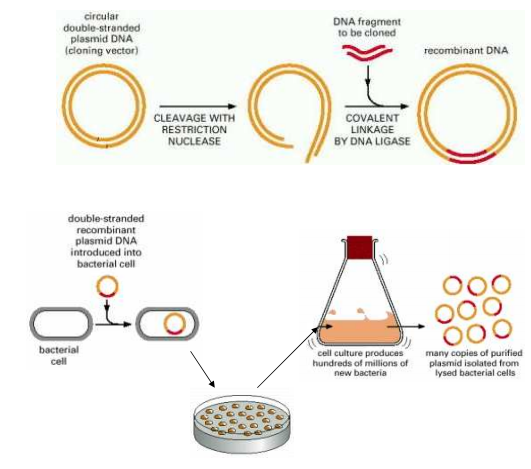 circular
double-stranded
plasmid DNA
(cloning vector)
CLEAVAGE WITH
RESTRICTION
NUCLEASE
DNA fragment
to be cloned
COVALENT
LINKAGE
BY DNA LIGASE
recombinant DNA
double-stranded
recombinant
plasmid DNA
introduced into
bacterial cell
bacterial
cell
cell culture produces
hundreds of millions of
new bacteria
many copies of purified
plasmid isolated from
lysed bacterial cells